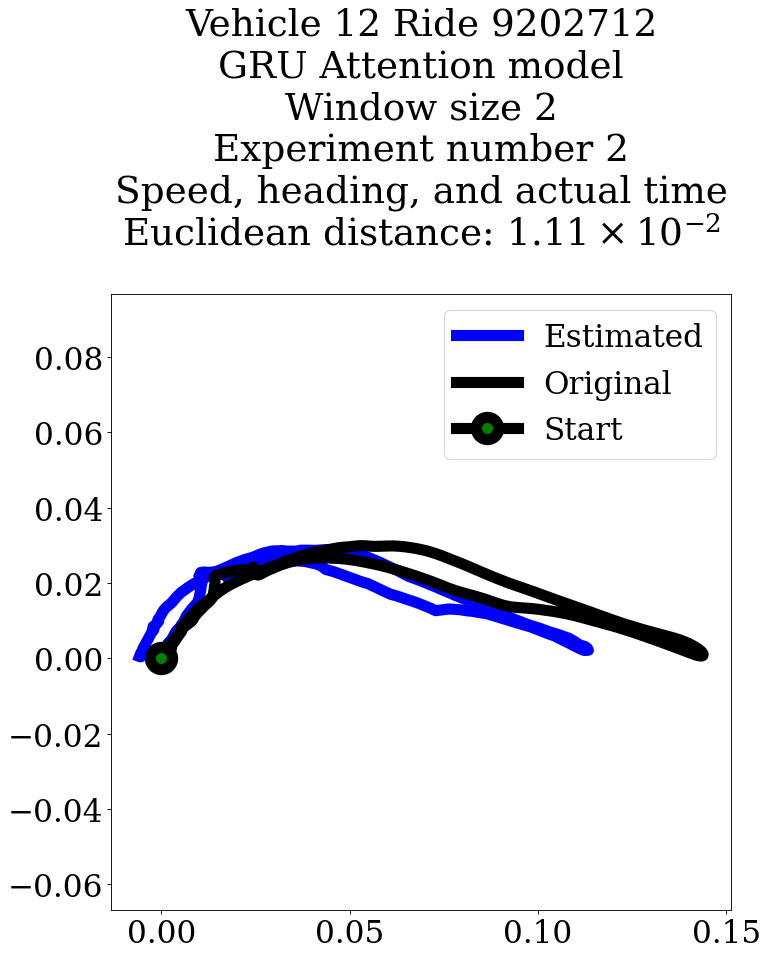 Vehicle 12 Ride 9202712
GRU Attention model
Window size 2
Experiment number 2
Speed, heading, and actual time
Euclidean distance: 1.11 × 10⁻²
Estimated
Original
Start
0.08
0.06
0.04
0.02
0.00
−0.02
−0.04
−0.06
0.00 0.05 0.10 0.15